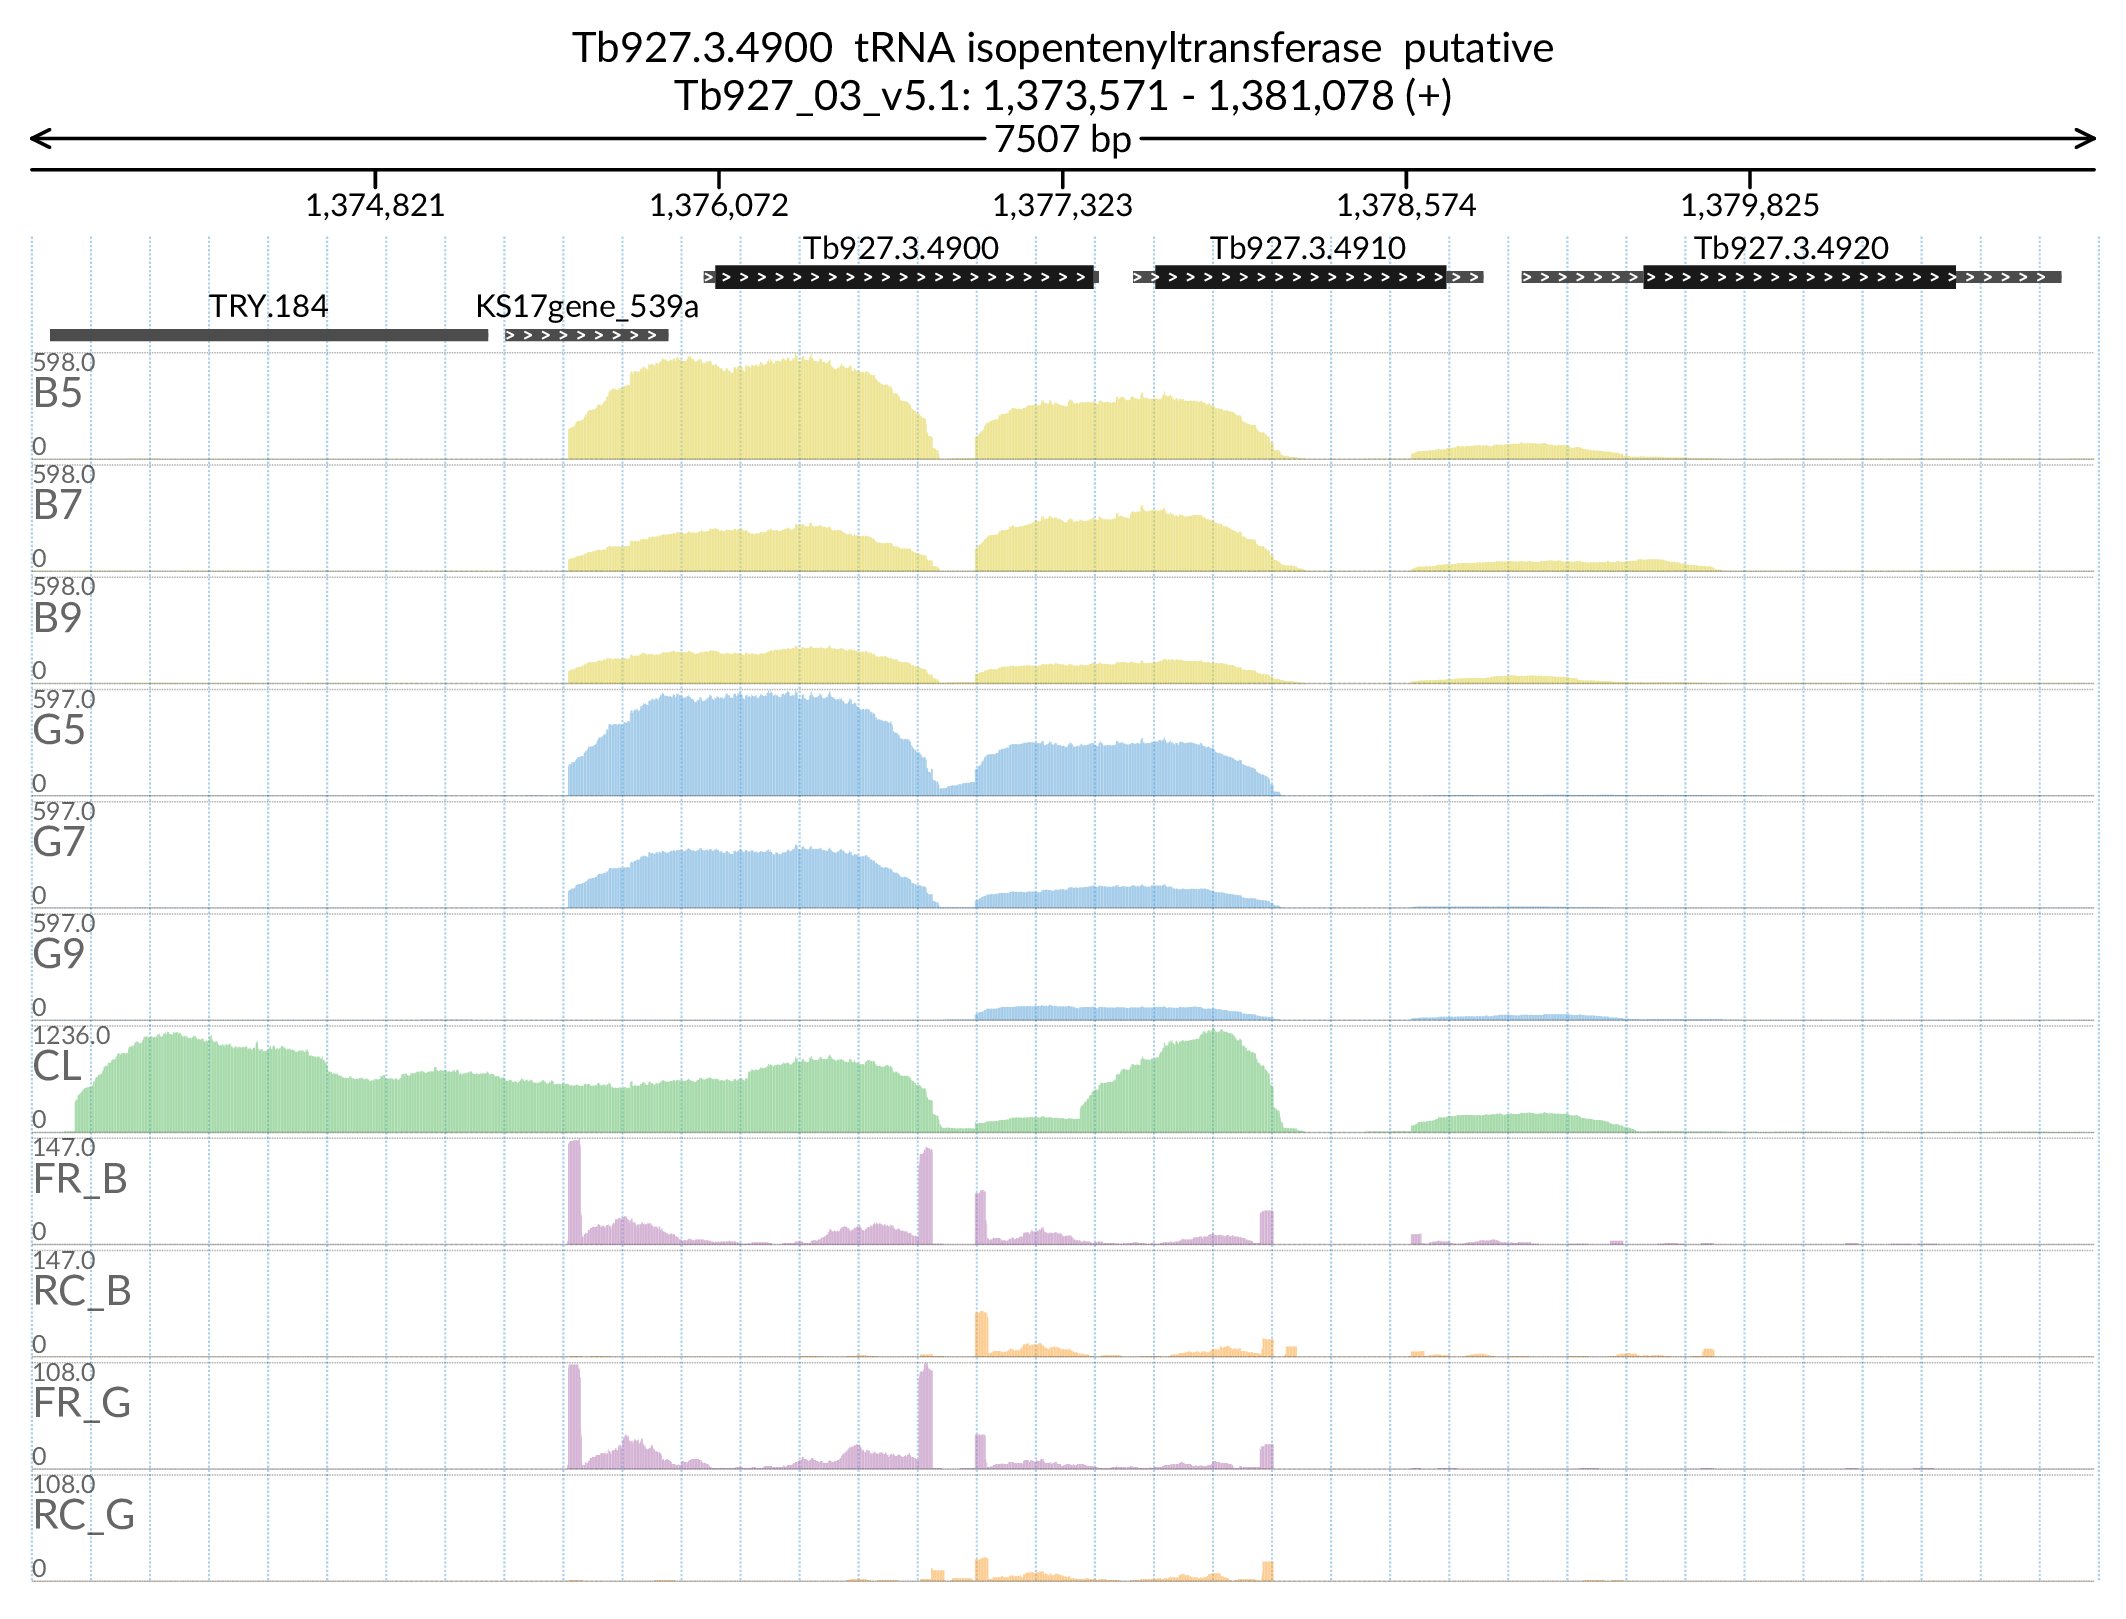 Tb927.3.4900  tRNA isopentenyltransferase  putative
Tb927_03_v5.1: 1,373,571 - 1,381,078 (+)
7507 bp
1,374,821 1,376,072 1,377,323 1,378,574 1,379,825
Tb927.3.4900 Tb927.3.4910 Tb927.3.4920
TRY.184 KS17gene_539a
598.0
B5
0
598.0
B7
0
598.0
B9
0
597.0
G5
0
597.0
G7
0
597.0
G9
0
1236.0
CL
0
147.0
FR_B
0
147.0
RC_B
0
108.0
FR_G
0
108.0
RC_G
0